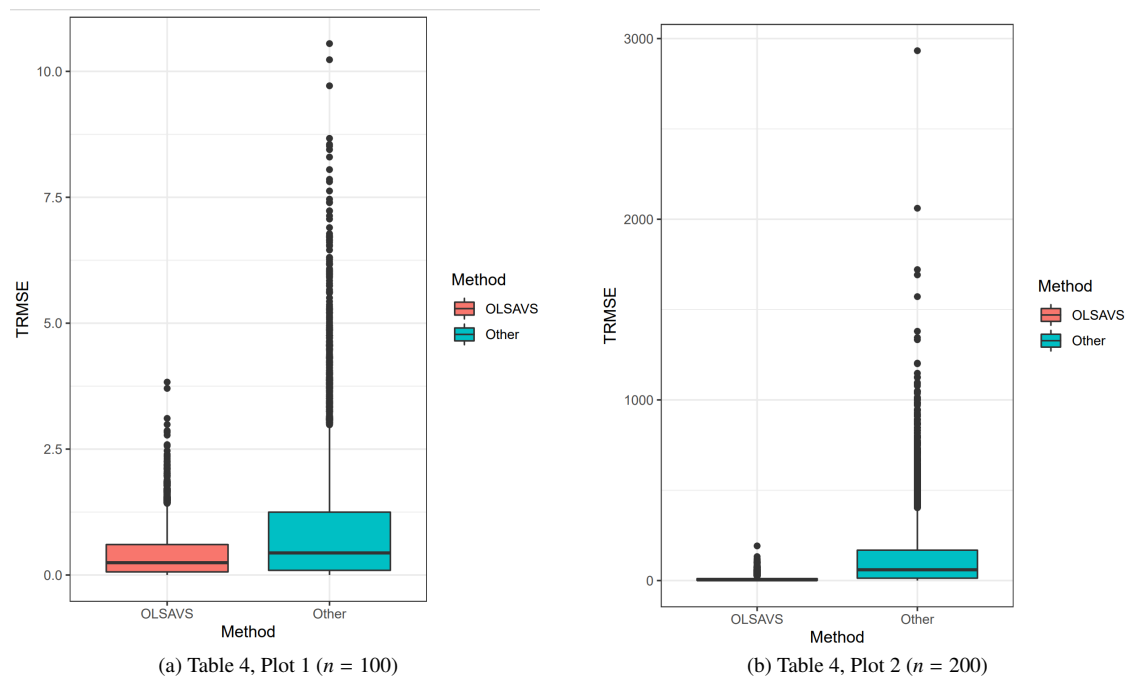 10.0
7.5
5.0
2.5
0.0
TRMSE
OLSAVS
Other
Method
Method
OLSAVS
Other
(a) Table 4, Plot 1 (n = 100)
3000
2000
1000
0
TRMSE
OLSAVS
Other
Method
Method
OLSAVS
Other
(b) Table 4, Plot 2 (n = 200)